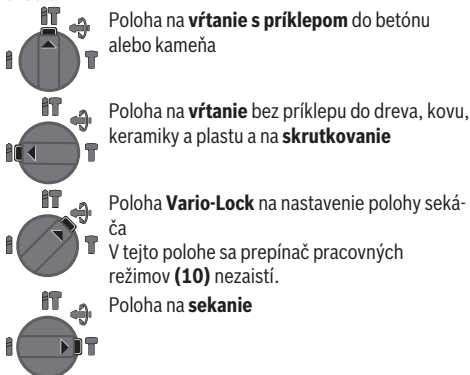 Poloha na vŕtanie s príklepom do betónu
alebo kameňa
Poloha na vŕtanie bez príklepu do dreva, kovu,
keramiky a plastu a na skrutkovanie
Poloha Vario-Lock na nastavenie polohy seká-
ča
V tejto polohe sa prepínač pracovných
režimov (10) nezaistí.
Poloha na sekanie